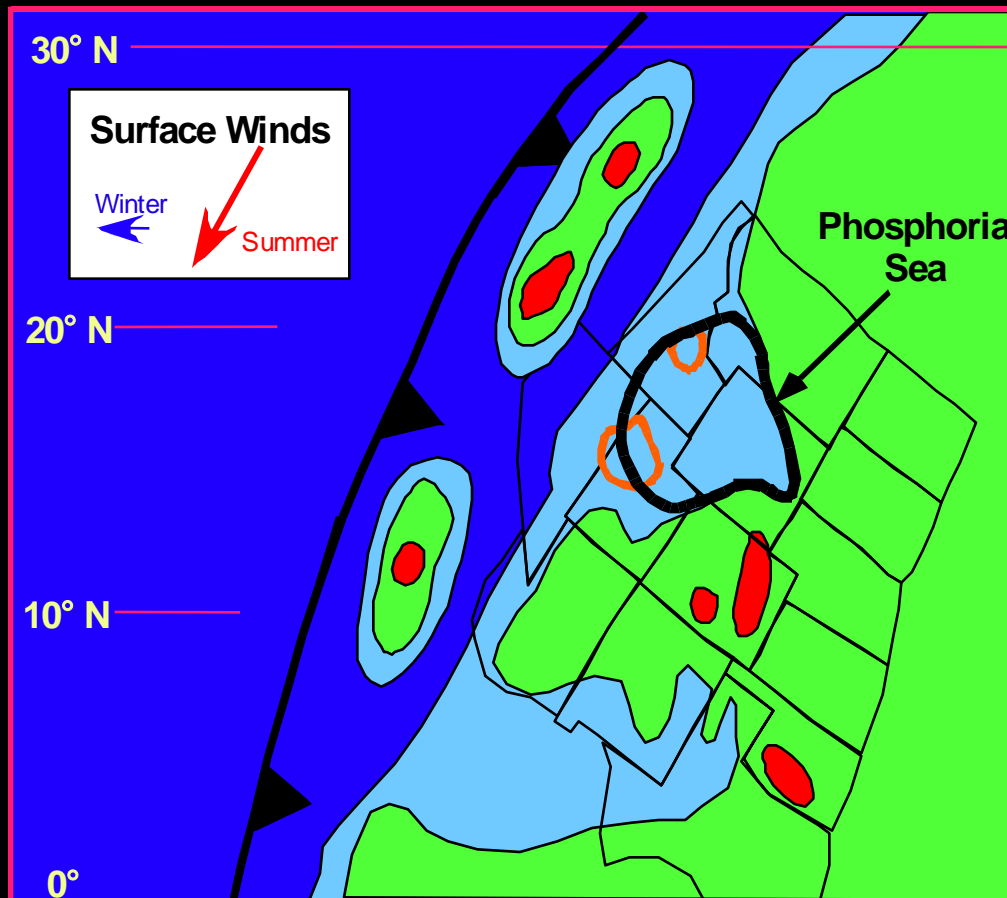 30° N
Surface Winds
Winter
Summer
Phosphoria
Sea
20° N
10° N
0°